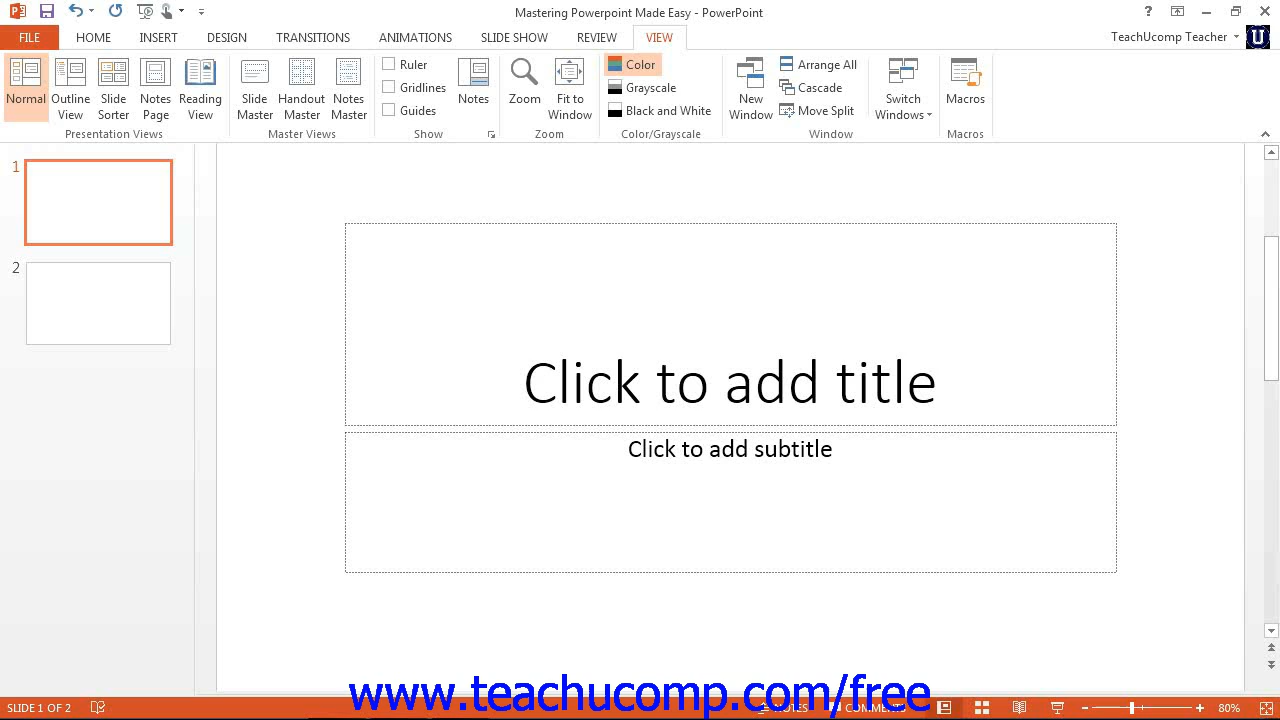 Mastering Powerpoint Made Easy - PowerPoint
?
FILE HOME INSERT DESIGN TRANSITIONS ANIMATIONS SLIDE SHOW REVIEW VIEW TeachUcomp Teacher U
Normal
Outline View
Slide Sorter
Notes Page
Reading View
Presentation Views
Slide Master
Handout Master
Notes Master
Master Views
Ruler
Gridlines
Guides
Notes
Show
Zoom
Fit to Window
Zoom
Color
Grayscale
Black and White
Color/Grayscale
New Window
Arrange All
Cascade
Move Split
Switch Windows
Window
Macros
Macros
1
2
Click to add title
Click to add subtitle
www.teachucomp.com/free
SLIDE 1 OF 2 NOTES COMMENTS 80%